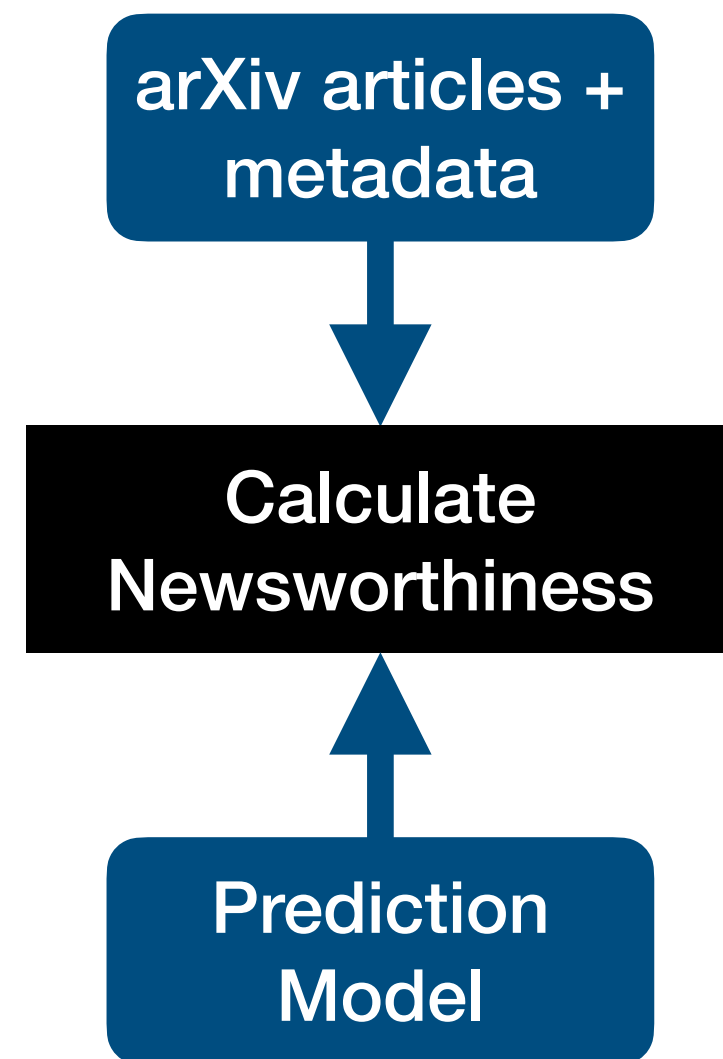 arXiv articles +
metadata
Calculate
Newsworthiness
Prediction
Model